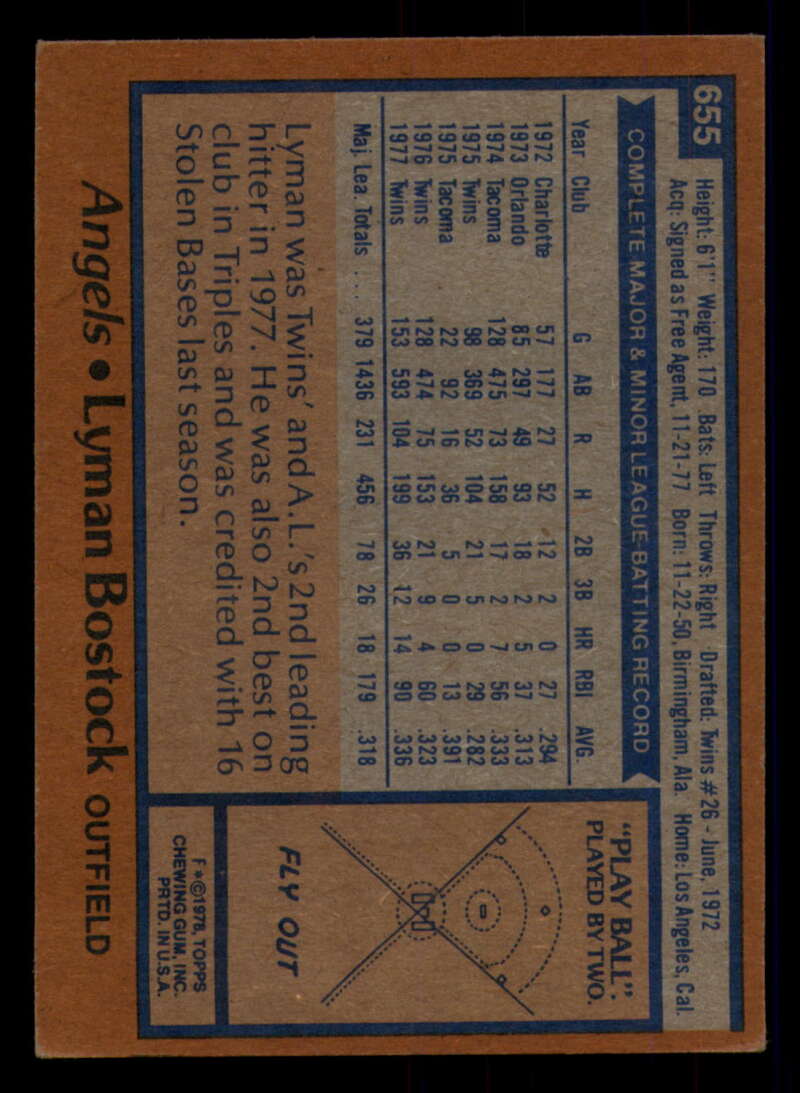 655
Height: 6'1" Weight: 170 Bats: Left Throws: Right Drafted: Twins #26 - June, 1972
Acq: Signed as Free Agent, 11-21-77 Born: 11-22-50, Birmingham, Ala. Home: Los Angeles, Cal.
COMPLETE MAJOR & MINOR LEAGUE BATTING RECORD
Year Club G AB R H 2B 3B HR RBI AVG.
1972 Charlotte 57 177 27 52 12 2 0 27 .294
1973 Orlando 85 297 49 93 18 2 5 37 .313
1974 Tacoma 128 475 73 158 17 2 7 56 .333
1975 Twins 98 369 52 104 21 5 0 29 .282
1975 Tacoma 22 92 16 36 5 0 0 13 .391
1976 Twins 128 474 75 153 21 9 4 60 .323
1977 Twins 153 593 104 199 36 12 14 90 .336
Maj. Lea. Totals ... 379 1436 231 456 78 26 18 179 .318
Lyman was Twins' and A.L.'s 2nd leading
hitter in 1977. He was also 2nd best on
club in Triples and was credited with 16
Stolen Bases last season.
"PLAY BALL".
PLAYED BY TWO.
FLY OUT
F*©1978, TOPPS
CHEWING GUM, INC.
PRTD. IN U.S.A.
Angels • Lyman Bostock OUTFIELD